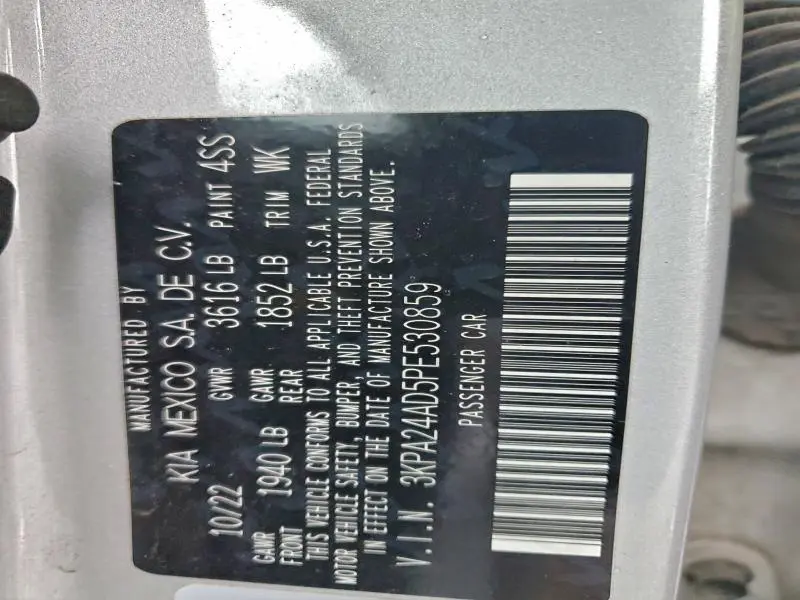 MANUFACTURED BY
KIA MEXICO S.A. DE C.V.
10/22 GVWR 3616 LB PAINT 4SS
GAWR FRONT 1940 LB GAWR REAR 1852 LB TRIM WK
THIS VEHICLE CONFORMS TO ALL APPLICABLE U.S.A. FEDERAL
MOTOR VEHICLE SAFETY, BUMPER, AND THEFT PREVENTION STANDARDS
IN EFFECT ON THE DATE OF MANUFACTURE SHOWN ABOVE.
V.I.N. 3KPA24AD5PE530859
PASSENGER CAR